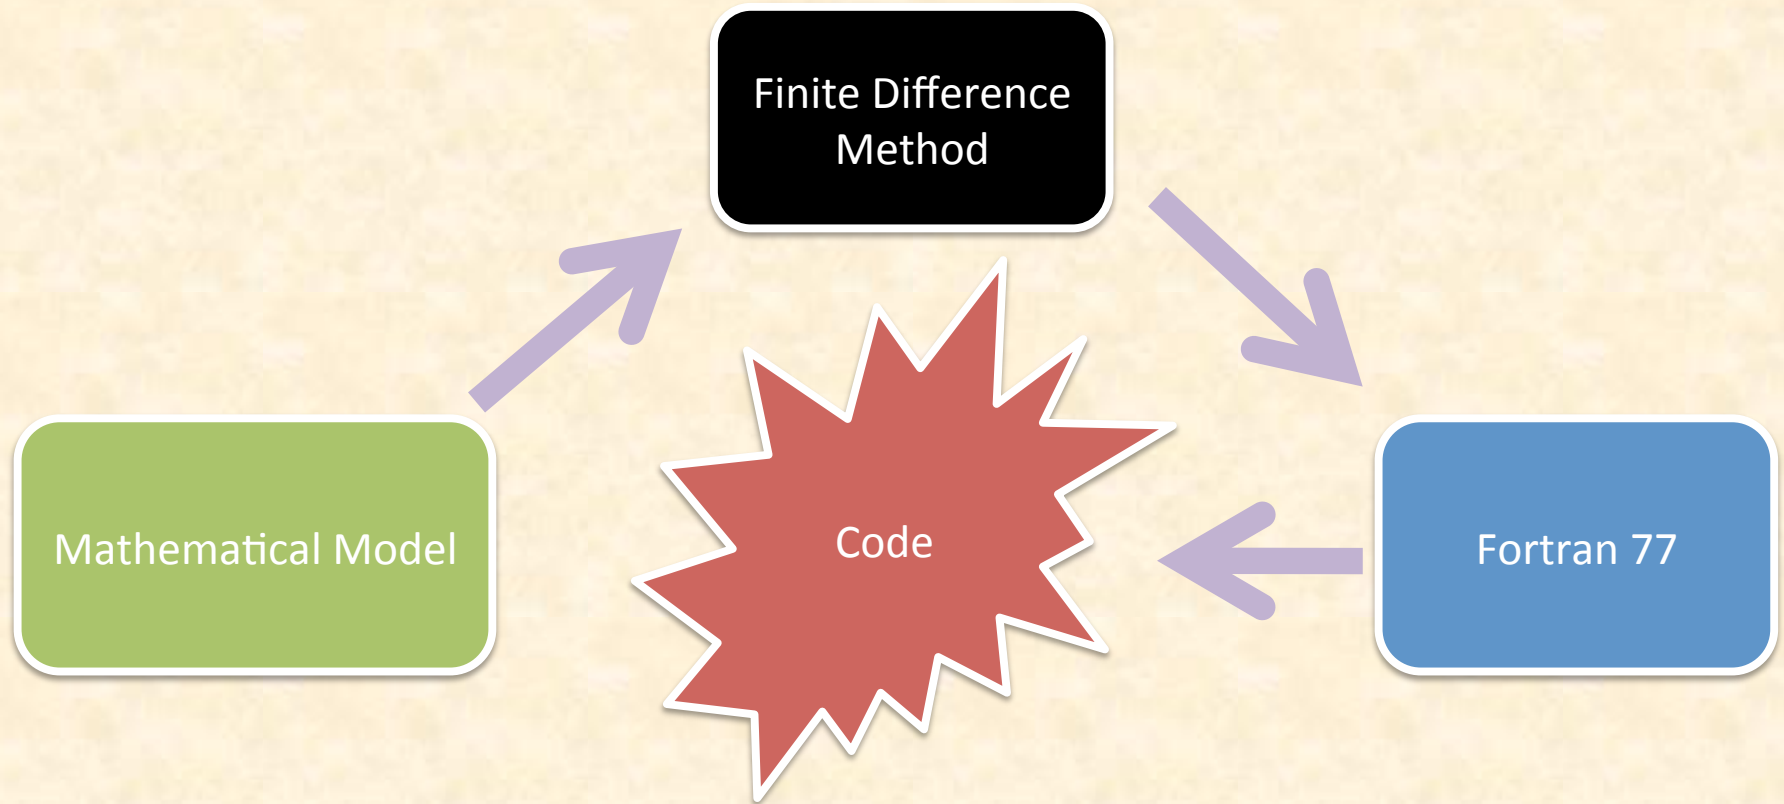 Finite Difference
Method
Mathematical Model
Code
Fortran 77